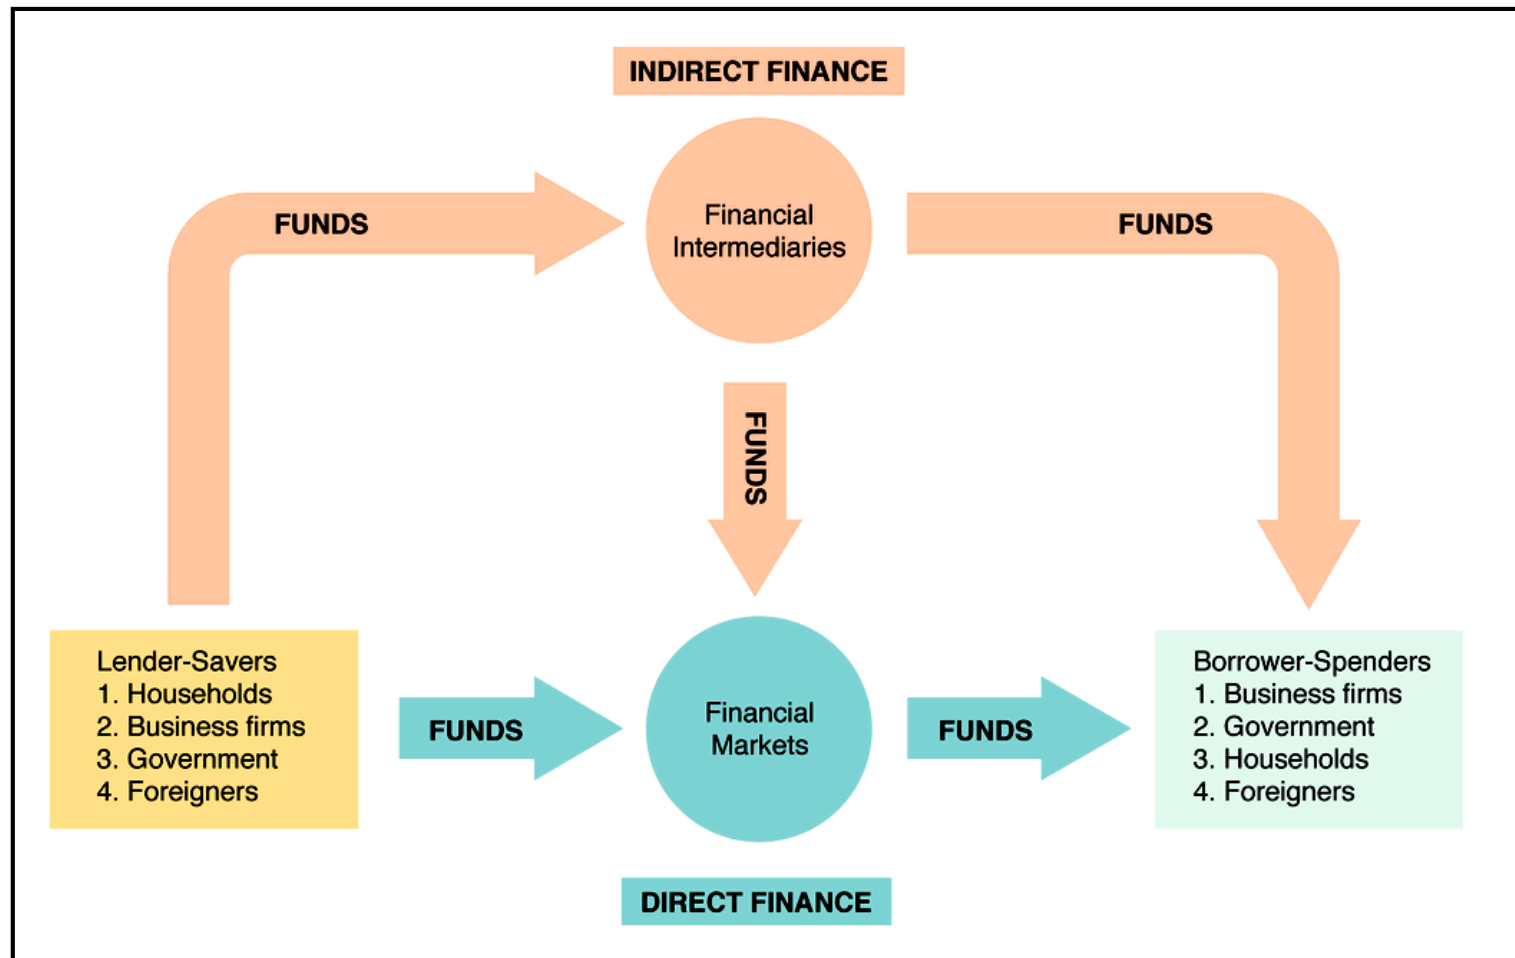 INDIRECT FINANCE
FUNDS
Financial
Intermediaries
FUNDS
FUNDS
Lender-Savers
1. Households
2. Business firms
3. Government
4. Foreigners
FUNDS
Financial
Markets
FUNDS
Borrower-Spenders
1. Business firms
2. Government
3. Households
4. Foreigners
DIRECT FINANCE